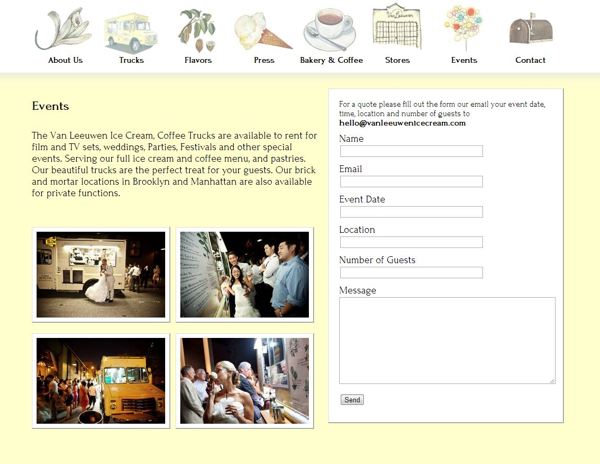 About Us Trucks Flavors Press Bakery & Coffee Stores Events Contact
Events
The Van Leeuwen Ice Cream, Coffee Trucks are available to rent for
film and TV sets, weddings, Parties, Festivals and other special
events. Serving our full ice cream and coffee menu, and pastries.
Our beautiful trucks are the perfect treat for your guests. Our brick
and mortar locations in Brooklyn and Manhattan are also available
for private functions.
For a quote please fill out the form our email your event date,
time, location and number of guests to
hello@vanleeuwenicecream.com
Name
Email
Event Date
Location
Number of Guests
Message
Send